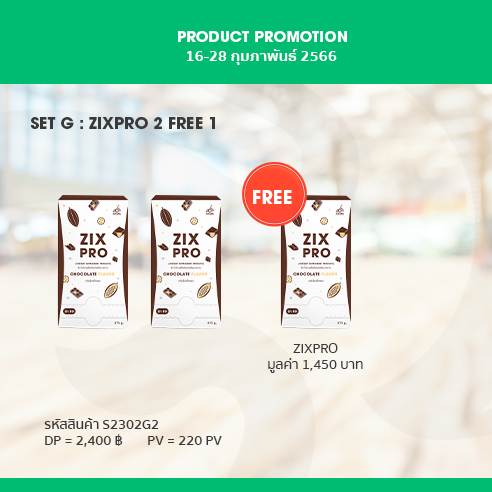 PRODUCT PROMOTION
16-28 กุมภาพันธ์ 2566
SET G : ZIXPRO 2 FREE 1
FREE
ZIX
PRO
CHOCOLATE FLAVOR
ZIX
PRO
CHOCOLATE FLAVOR
ZIX
PRO
CHOCOLATE FLAVOR
ZIXPRO
มูลค่า 1,450 บาท
รหัสสินค้า S2302G2
DP = 2,400 ฿ PV = 220 PV